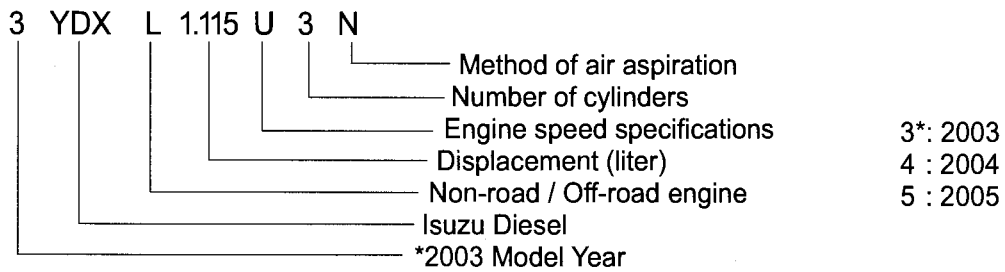 3 YDX L 1.115 U 3 N
Method of air aspiration
Number of cylinders
Engine speed specifications 3*: 2003
Displacement (liter) 4 : 2004
Non-road / Off-road engine 5 : 2005
Isuzu Diesel
*2003 Model Year